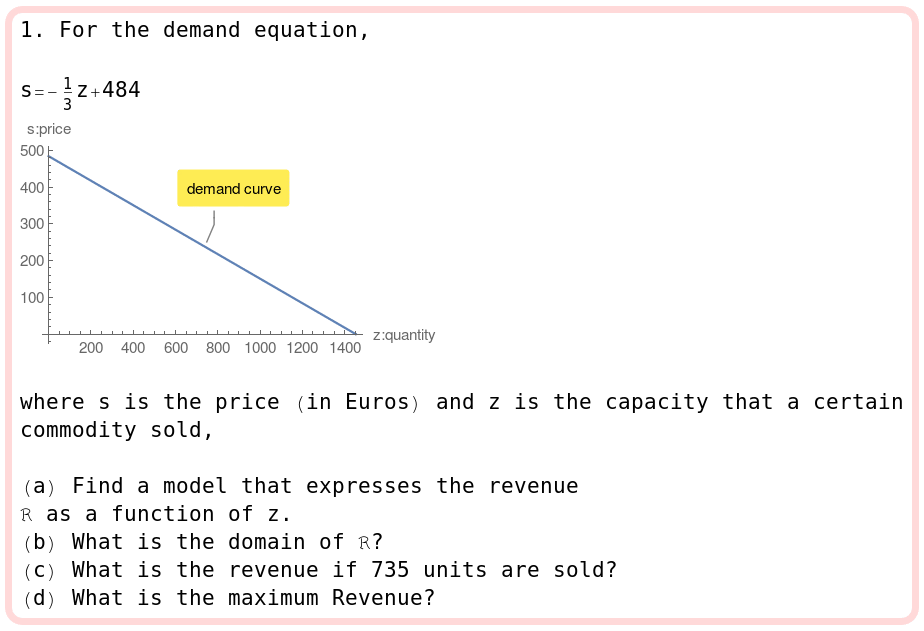 1. For the demand equation,
s=-1/3 z+484
s:price
500
400
300
200
100
demand curve
200 400 600 800 1000 1200 1400
z:quantity
where s is the price (in Euros) and z is the capacity that a certain
commodity sold,
(a) Find a model that expresses the revenue
ℛ as a function of z.
(b) What is the domain of ℛ?
(c) What is the revenue if 735 units are sold?
(d) What is the maximum Revenue?